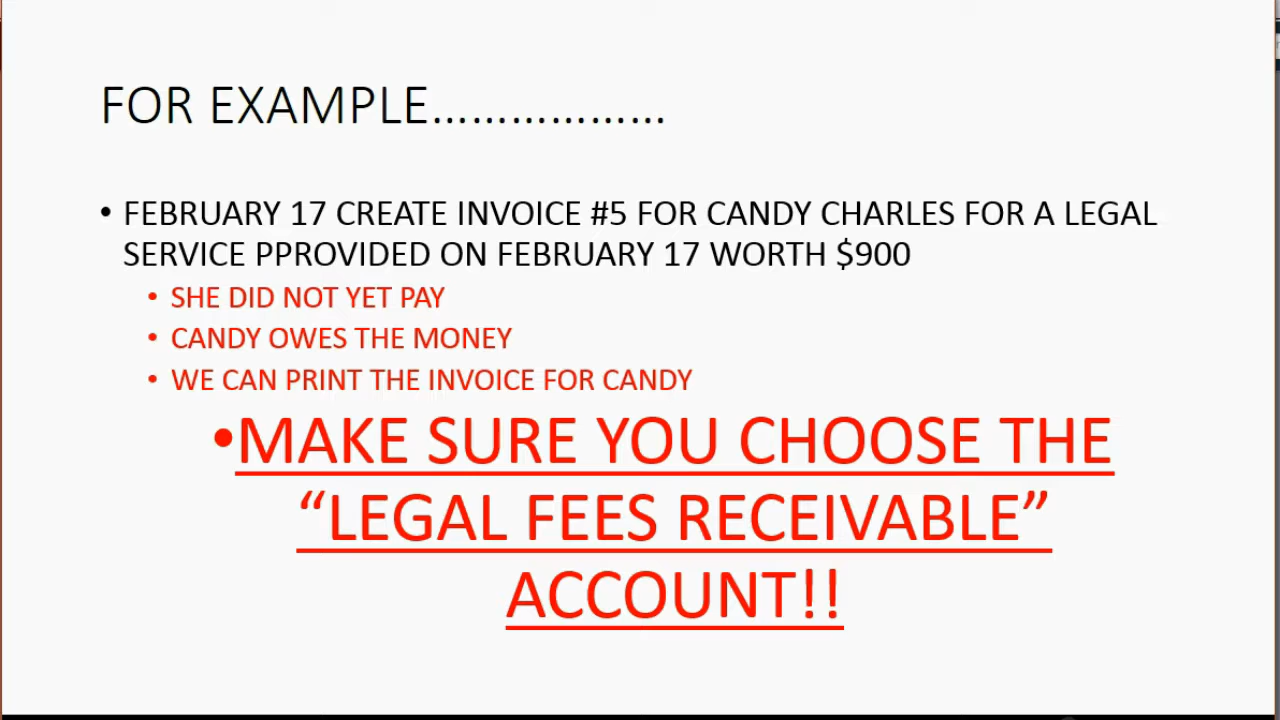 FOR EXAMPLE..................
• FEBRUARY 17 CREATE INVOICE #5 FOR CANDY CHARLES FOR A LEGAL
SERVICE PPROVIDED ON FEBRUARY 17 WORTH $900
• SHE DID NOT YET PAY
• CANDY OWES THE MONEY
• WE CAN PRINT THE INVOICE FOR CANDY
•MAKE SURE YOU CHOOSE THE
“LEGAL FEES RECEIVABLE”
ACCOUNT!!